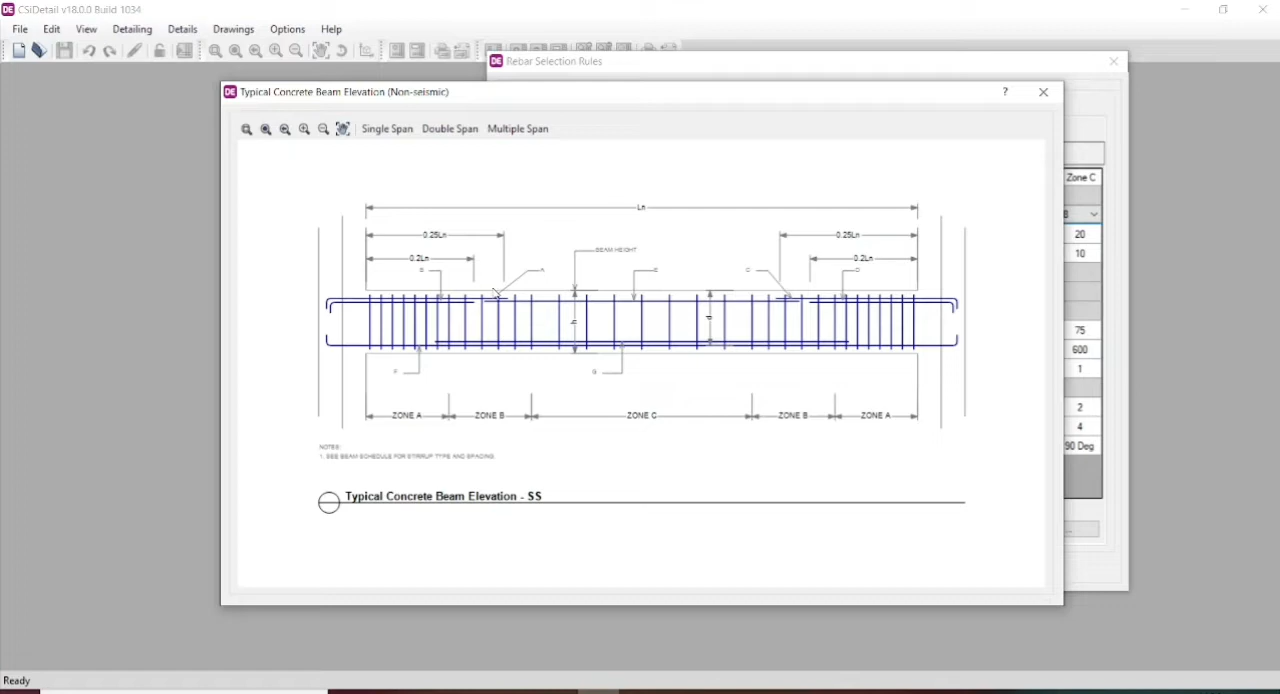 CSiDetail v18.0.0 Build 1034
File Edit View Detailing Details Drawings Options Help
DE Rebar Selection Rules
DE Typical Concrete Beam Elevation (Non-seismic)
?
Single Span Double Span Multiple Span
Ln
0.25Ln 0.25Ln
BEAM HEIGHT
0.2Ln 0.2Ln
A
h d
F G
ZONE A ZONE B ZONE C ZONE B ZONE A
NOTES:
1. SEE BEAM SCHEDULE FOR STIRRUP TYPE AND SPACING
Typical Concrete Beam Elevation - SS
Zone C
20
10
75
600
1
2
4
90 Deg
...
Ready